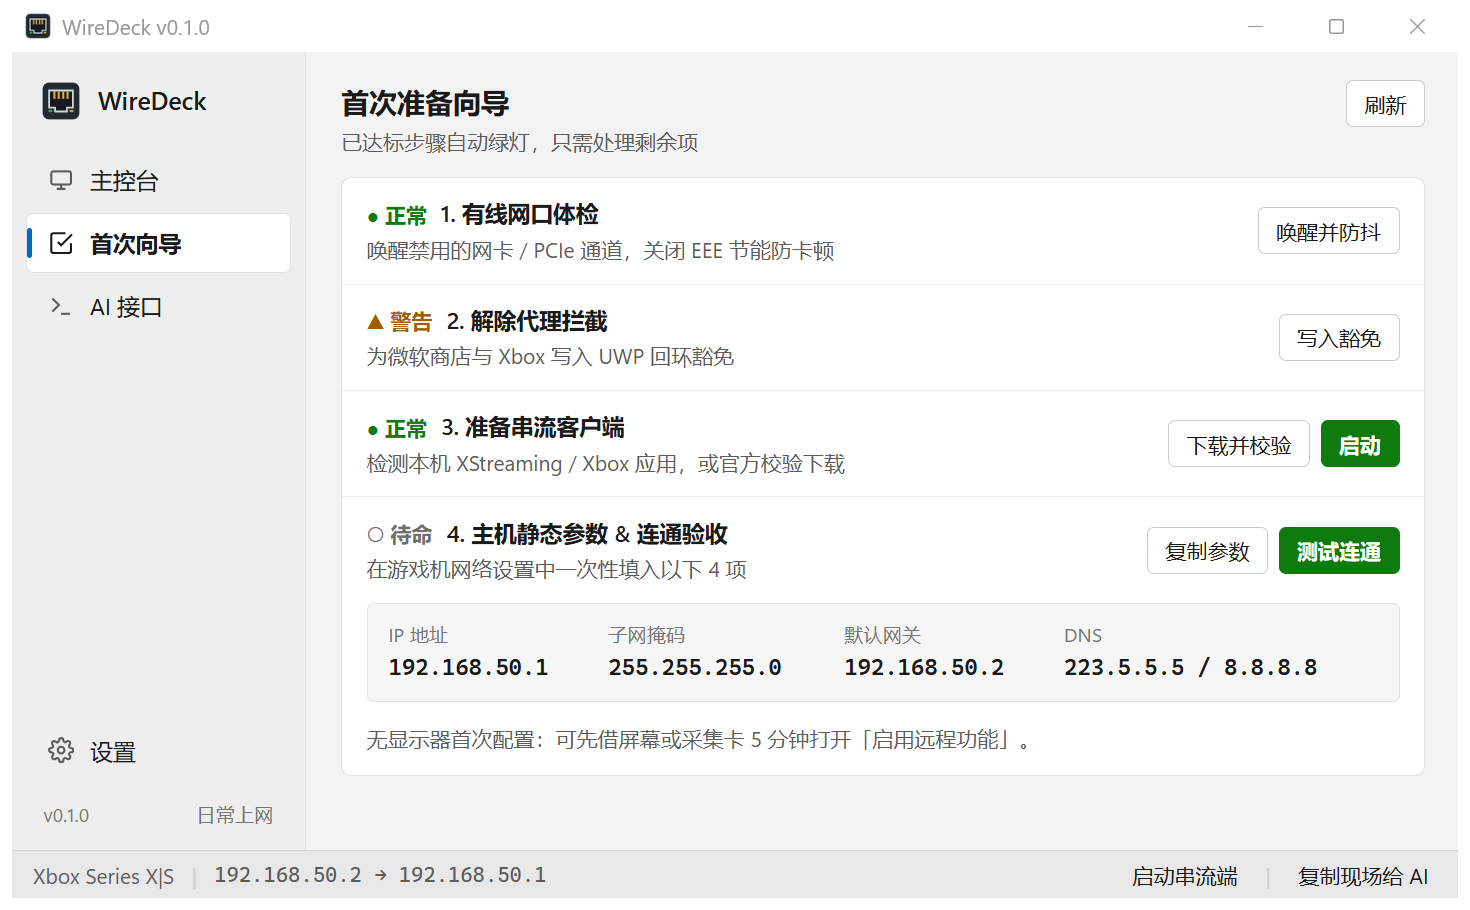 WireDeck v0.1.0
WireDeck
主控台
首次向导
AI 接口
设置
v0.1.0 日常上网
首次准备向导
刷新
已达标步骤自动绿灯，只需处理剩余项
● 正常 1. 有线网口体检
唤醒禁用的网卡 / PCIe 通道，关闭 EEE 节能防卡顿
唤醒并防抖
▲ 警告 2. 解除代理拦截
为微软商店与 Xbox 写入 UWP 回环豁免
写入豁免
● 正常 3. 准备串流客户端
检测本机 XStreaming / Xbox 应用，或官方校验下载
下载并校验 启动
○ 待命 4. 主机静态参数 & 连通验收
在游戏机网络设置中一次性填入以下 4 项
复制参数 测试连通
IP 地址 子网掩码 默认网关 DNS
192.168.50.1 255.255.255.0 192.168.50.2 223.5.5.5 / 8.8.8.8
无显示器首次配置：可先借屏幕或采集卡 5 分钟打开「启用远程功能」。
Xbox Series X|S | 192.168.50.2 → 192.168.50.1 启动串流端 | 复制现场给 AI